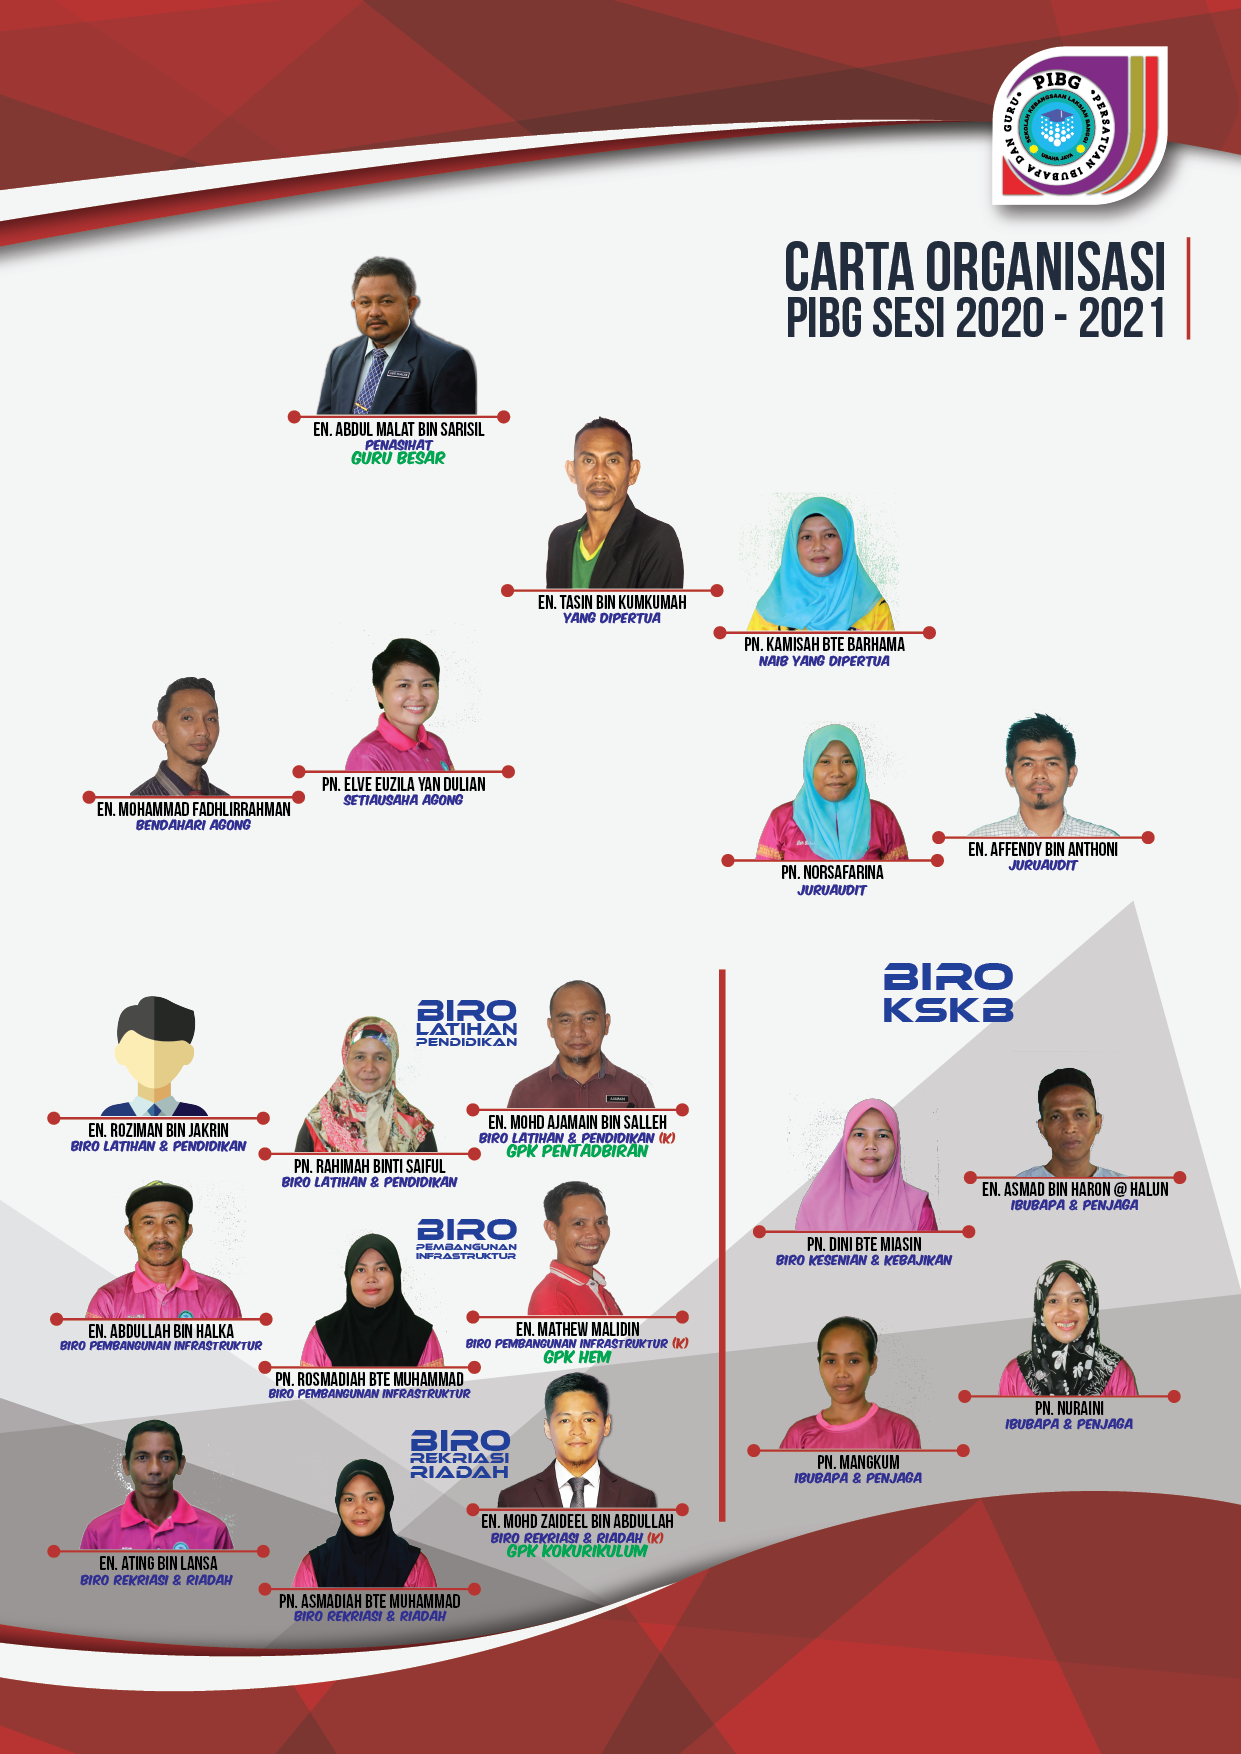 PIBG
PERSATUAN IBUBAPA DAN GURU
SEKOLAH KEBANGSAAN LAKSIAN BANGGI
USAHA JAYA
CARTA ORGANISASI
PIBG SESI 2020 - 2021
EN. ABDUL MALAT BIN SARISIL
PENASIHAT
GURU BESAR
EN. TASIN BIN KUMKUMAH
YANG DIPERTUA
PN. KAMISAH BTE BARHAMA
NAIB YANG DIPERTUA
PN. ELVE EUZILA YAN DULIAN
SETIAUSAHA AGONG
EN. MOHAMMAD FADHLIRRAHMAN
BENDAHARI AGONG
EN. AFFENDY BIN ANTHONI
JURUAUDIT
PN. NORSAFARINA
JURUAUDIT
BIRO
LATIHAN
PENDIDIKAN
EN. ROZIMAN BIN JAKRIN
BIRO LATIHAN & PENDIDIKAN
PN. RAHIMAH BINTI SAIFUL
BIRO LATIHAN & PENDIDIKAN
EN. MOHD AJAMAIN BIN SALLEH
BIRO LATIHAN & PENDIDIKAN (K)
GPK PENTADBIRAN
BIRO
PEMBANGUNAN
INFRASTRUKTUR
EN. ABDULLAH BIN HALKA
BIRO PEMBANGUNAN INFRASTRUKTUR
PN. ROSMADIAH BTE MUHAMMAD
BIRO PEMBANGUNAN INFRASTRUKTUR
EN. MATHEW MALIDIN
BIRO PEMBANGUNAN INFRASTRUKTUR (K)
GPK HEM
BIRO
REKRIASI
RIADAH
EN. ATING BIN LANSA
BIRO REKRIASI & RIADAH
PN. ASMADIAH BTE MUHAMMAD
BIRO REKRIASI & RIADAH
EN. MOHD ZAIDEEL BIN ABDULLAH
BIRO REKRIASI & RIADAH (K)
GPK KOKURIKULUM
BIRO
KSKB
EN. ASMAD BIN HARON @ HALUN
IBUBAPA & PENJAGA
PN. DINI BTE MIASIN
BIRO KESENIAN & KEBAJIKAN
PN. NURAINI
IBUBAPA & PENJAGA
PN. MANGKUM
IBUBAPA & PENJAGA